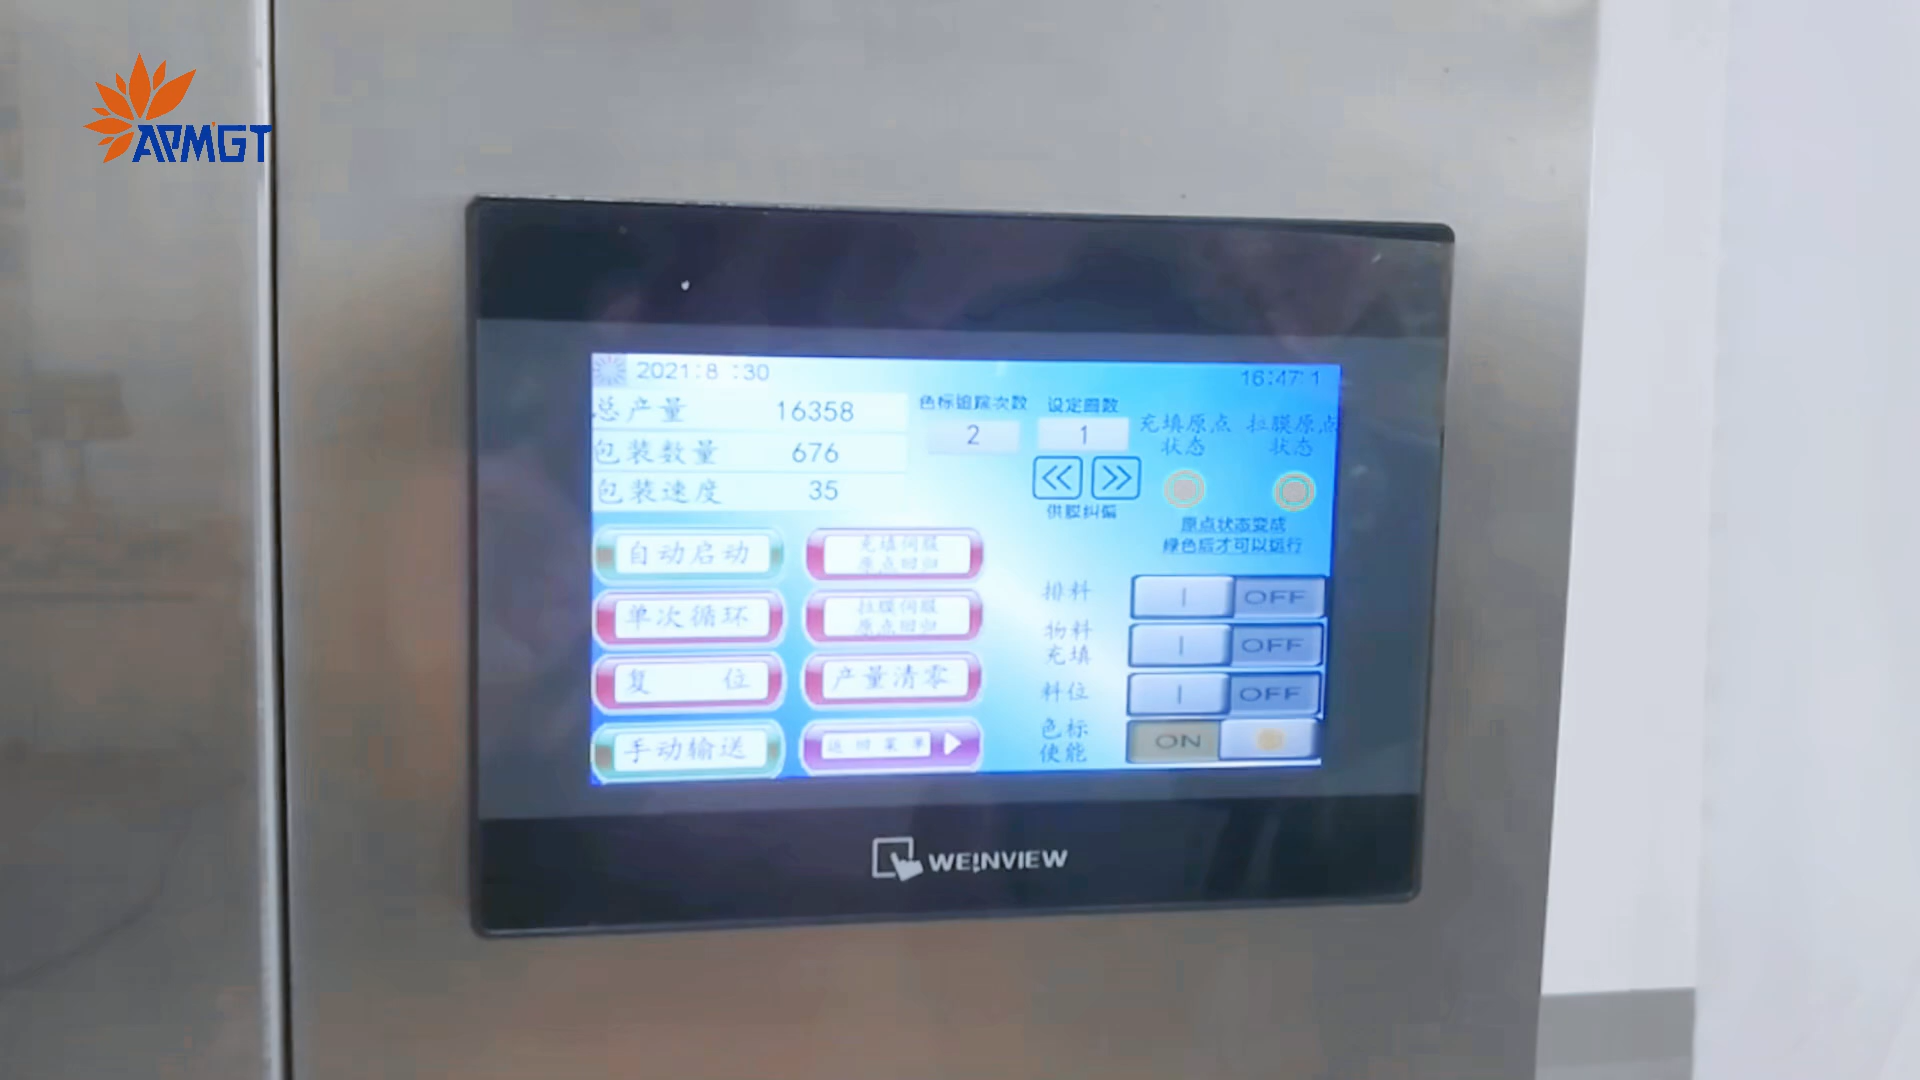 APMGT
2021:8 :30
16:47:1
总产量 16358
包装数量 676
包装速度 35
色标追踪次数
2
设定圈数
1
供膜纠偏
充填原点
状态
拉膜原点
状态
原点状态变成
绿色后才可以运行
自动启动
充填伺服
原点回归
单次循环
拉膜伺服
原点回归
复 位
产量清零
手动输送
返回菜单
排料
OFF
物料
充填
OFF
料位
OFF
色标
使能
ON
WEINVIEW